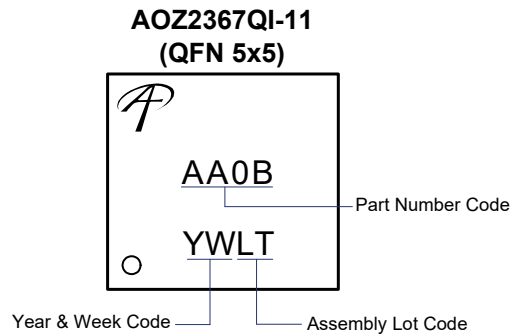 AOZ2367QI-11
(QFN 5x5)
AA0B
Part Number Code
YWLT
Year & Week Code
Assembly Lot Code